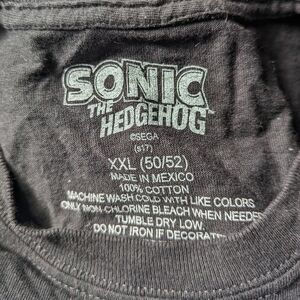 SONIC
THE
HEDGEHOG
©SEGA
(s17)
XXL (50/52)
MADE IN MEXICO
100% COTTON
MACHINE WASH COLD WITH LIKE COLORS
ONLY NON-CHLORINE BLEACH WHEN NEEDED
TUMBLE DRY LOW.
DO NOT IRON IF DECORATE